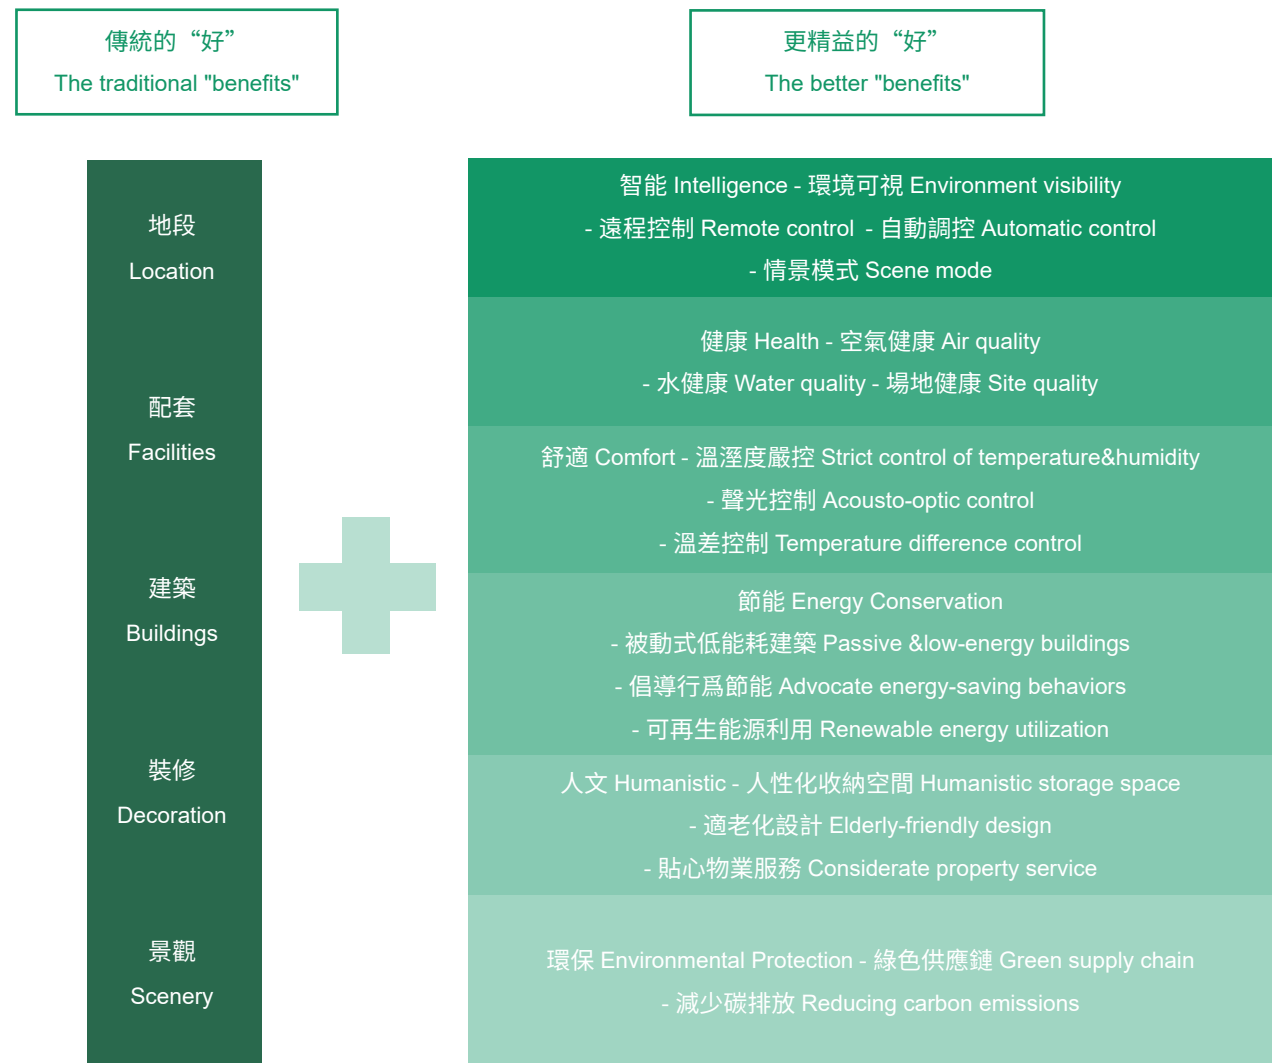 傳統的“好”
The traditional "benefits"
更精益的“好”
The better "benefits"
地段
Location
配套
Facilities
建築
Buildings
裝修
Decoration
景觀
Scenery
智能 Intelligence - 環境可視 Environment visibility
- 遠程控制 Remote control - 自動調控 Automatic control
- 情景模式 Scene mode
健康 Health - 空氣健康 Air quality
- 水健康 Water quality - 場地健康 Site quality
舒適 Comfort - 溫溼度嚴控 Strict control of temperature&humidity
- 聲光控制 Acousto-optic control
- 溫差控制 Temperature difference control
節能 Energy Conservation
- 被動式低能耗建築 Passive &low-energy buildings
- 倡導行爲節能 Advocate energy-saving behaviors
- 可再生能源利用 Renewable energy utilization
人文 Humanistic - 人性化收納空間 Humanistic storage space
- 適老化設計 Elderly-friendly design
- 貼心物業服務 Considerate property service
環保 Environmental Protection - 綠色供應鏈 Green supply chain
- 減少碳排放 Reducing carbon emissions